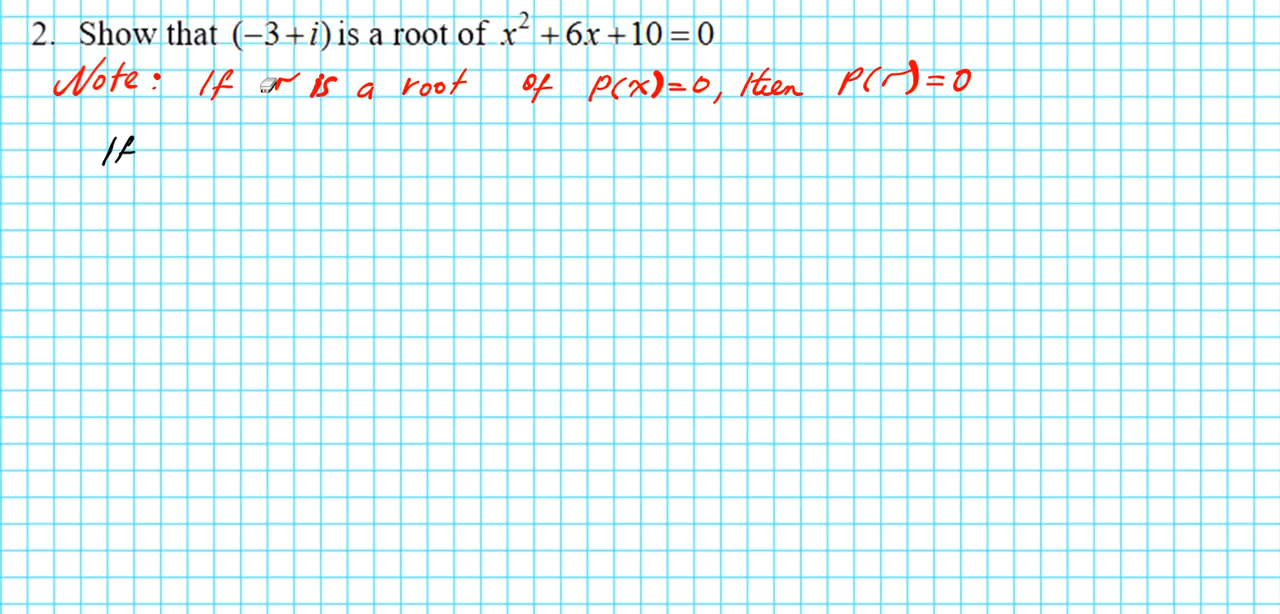 2. Show that (−3+i) is a root of x² + 6x + 10 = 0
Note: If r is a root of P(x)=0, then P(r)=0
If